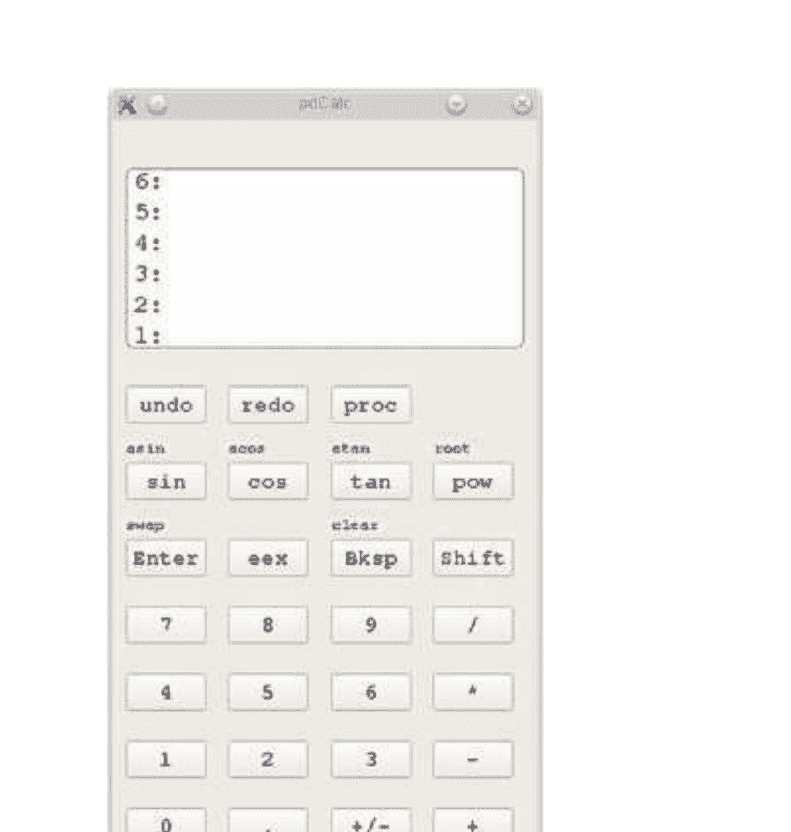 pdCalc
6:
5:
4:
3:
2:
1:
undo redo proc
asin acos atan root
sin cos tan pow
swap clear
Enter eex Bksp Shift
7 8 9 /
4 5 6 *
1 2 3 -
0 . +/- +